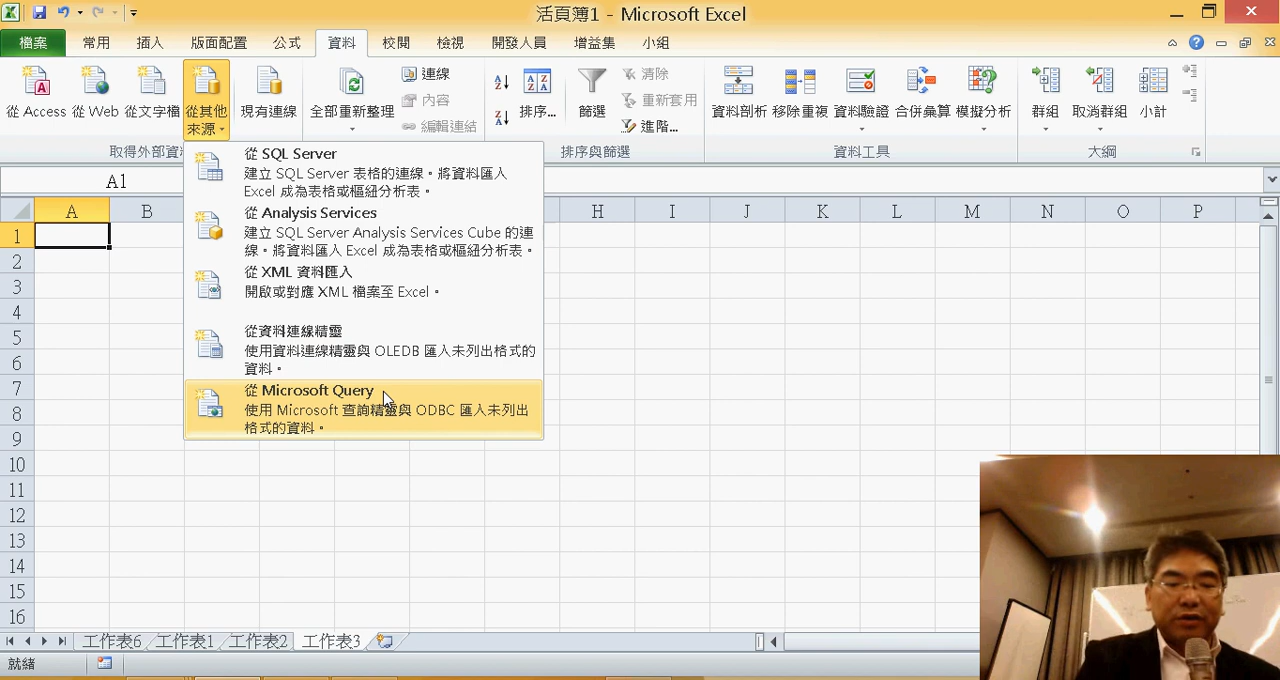 活頁簿1 - Microsoft Excel
檔案 常用 插入 版面配置 公式 資料 校閱 檢視 開發人員 增益集 小組
從 Access 從 Web 從文字檔 從其他來源 現有連線 全部重新整理 連線 內容 編輯連結 排序... 篩選 清除 重新套用 進階... 資料剖析 移除重複 資料驗證 合併彙算 模擬分析 群組 取消群組 小計
取得外部資 排序與篩選 資料工具 大綱
A1
從 SQL Server
建立 SQL Server 表格的連線。將資料匯入
Excel 成為表格或樞紐分析表。
從 Analysis Services
建立 SQL Server Analysis Services Cube 的連
線。將資料匯入 Excel 成為表格或樞紐分析表。
從 XML 資料匯入
開啟或對應 XML 檔案至 Excel。
從資料連線精靈
使用資料連線精靈與 OLEDB 匯入未列出格式的
資料。
從 Microsoft Query
使用 Microsoft 查詢精靈與 ODBC 匯入未列出
格式的資料。
A B H I J K L M N O P
1
2
3
4
5
6
7
8
9
10
11
12
13
14
15
16
工作表6 工作表1 工作表2 工作表3
就緒